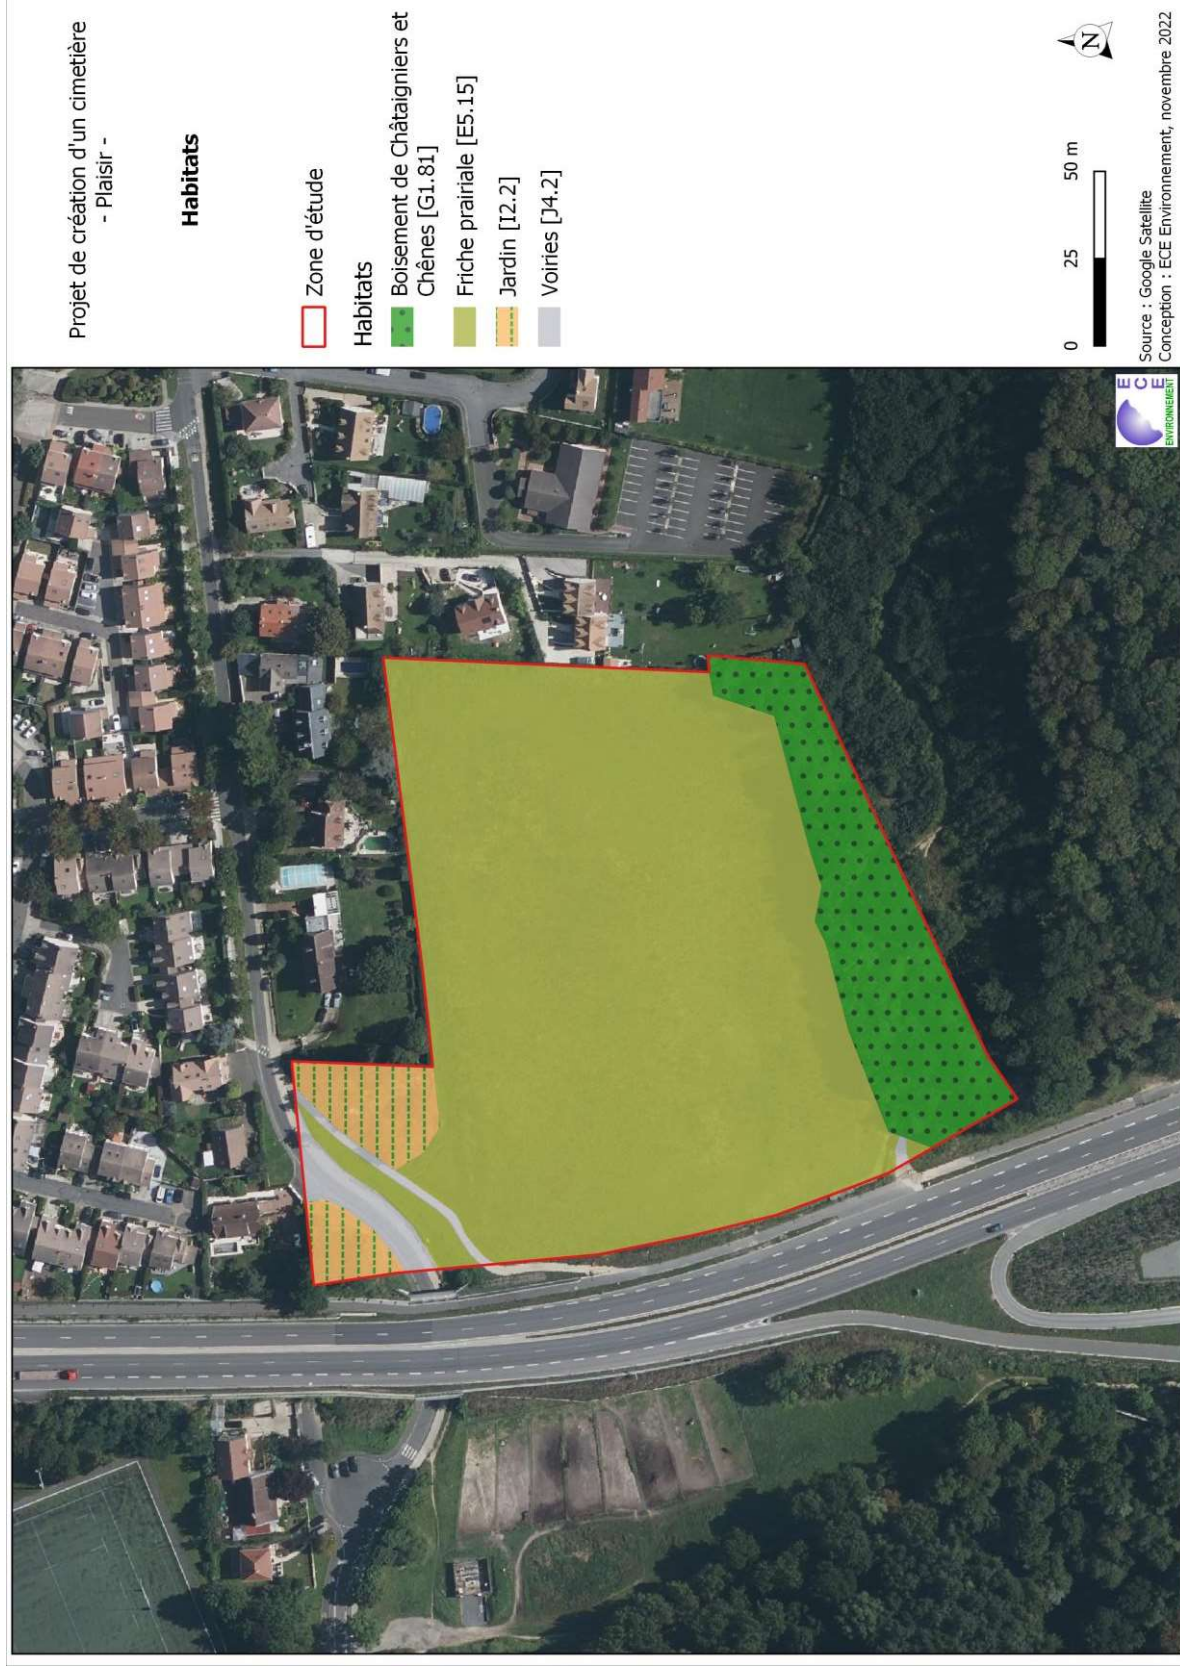 Projet de création d'un cimetière
- Plaisir -
Habitats
Zone d'étude
Habitats
Boisement de Châtaigniers et
Chênes [G1.81]
Friche prairiale [E5.15]
Jardin [I2.2]
Voiries [J4.2]
0 25 50 m
N
Source : Google Satellite
Conception : ECE Environnement, novembre 2022
E
C
E
ENVIRONNEMENT